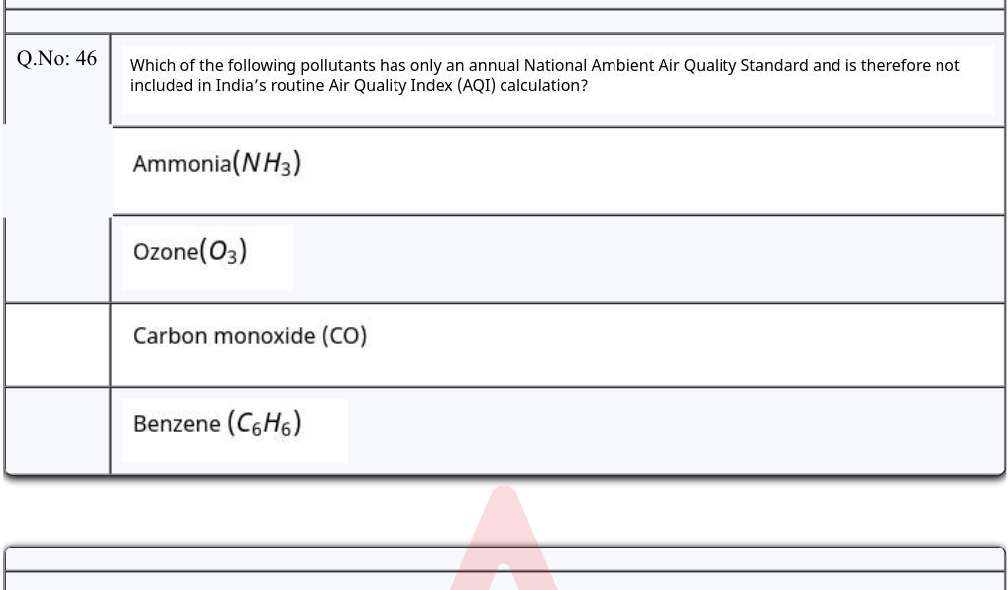 Q.No: 46
Which of the following pollutants has only an annual National Ambient Air Quality Standard and is therefore not
included in India’s routine Air Quality Index (AQI) calculation?
Ammonia(NH₃)
Ozone(O₃)
Carbon monoxide (CO)
Benzene (C₆H₆)